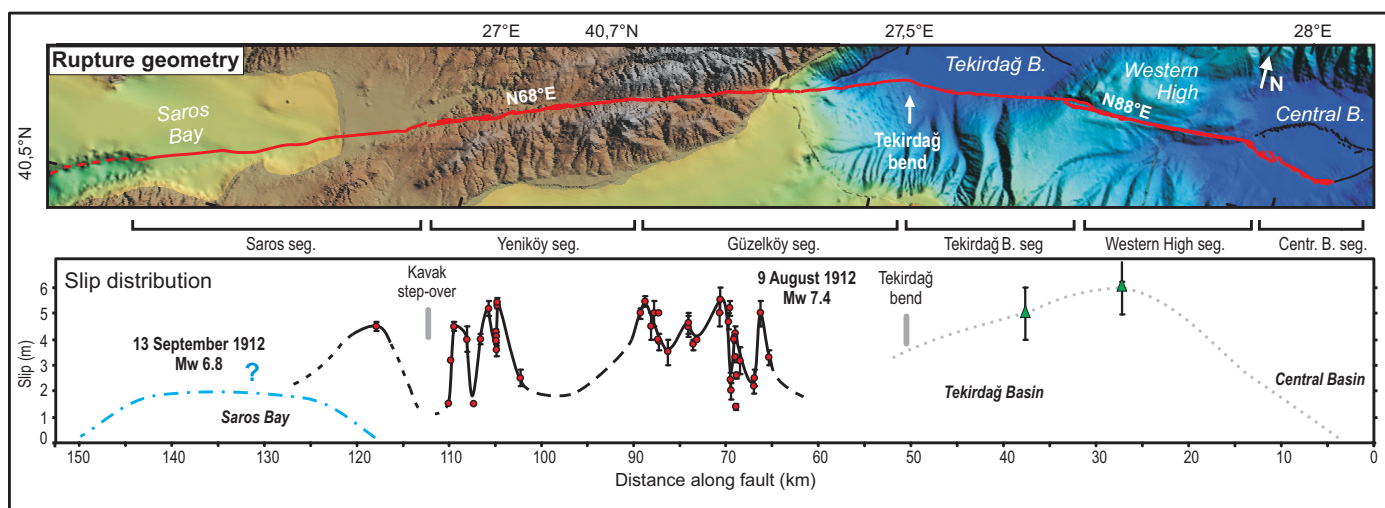 27°E 40,7°N 27,5°E 28°E
Rupture geometry
Tekirdağ B.
Western
High
N
N68°E
N88°E
Saros
Bay
Central B.
Tekirdağ
bend
40,5°N
Saros seg. Yeniköy seg. Güzelköy seg. Tekirdağ B. seg Western High seg. Centr. B. seg.
Slip distribution
Kavak
step-over
9 August 1912
Mw 7.4
Tekirdağ
bend
13 September 1912
Mw 6.8
?
Saros Bay
Tekirdağ Basin
Central Basin
Slip (m)
6
5
4
3
2
1
0
150 140 130 120 110 100 90 80 70 60 50 40 30 20 10 0
Distance along fault (km)